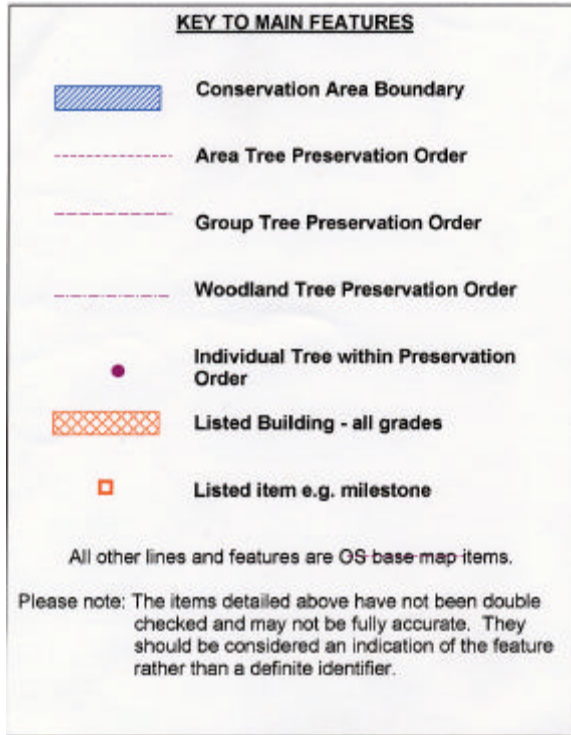 KEY TO MAIN FEATURES
Conservation Area Boundary
Area Tree Preservation Order
Group Tree Preservation Order
Woodland Tree Preservation Order
Individual Tree within Preservation
Order
Listed Building - all grades
Listed item e.g. milestone
All other lines and features are OS base map items.
Please note: The items detailed above have not been double
checked and may not be fully accurate. They
should be considered an indication of the feature
rather than a definite identifier.